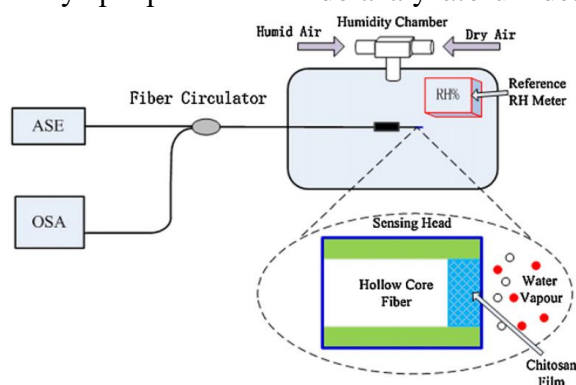 Humidity Chamber
Humid Air
Dry Air
Fiber Circulator
RH%
Reference
RH Meter
ASE
OSA
Sensing Head
Hollow Core
Fiber
Water
Vapour
Chitosan
Film